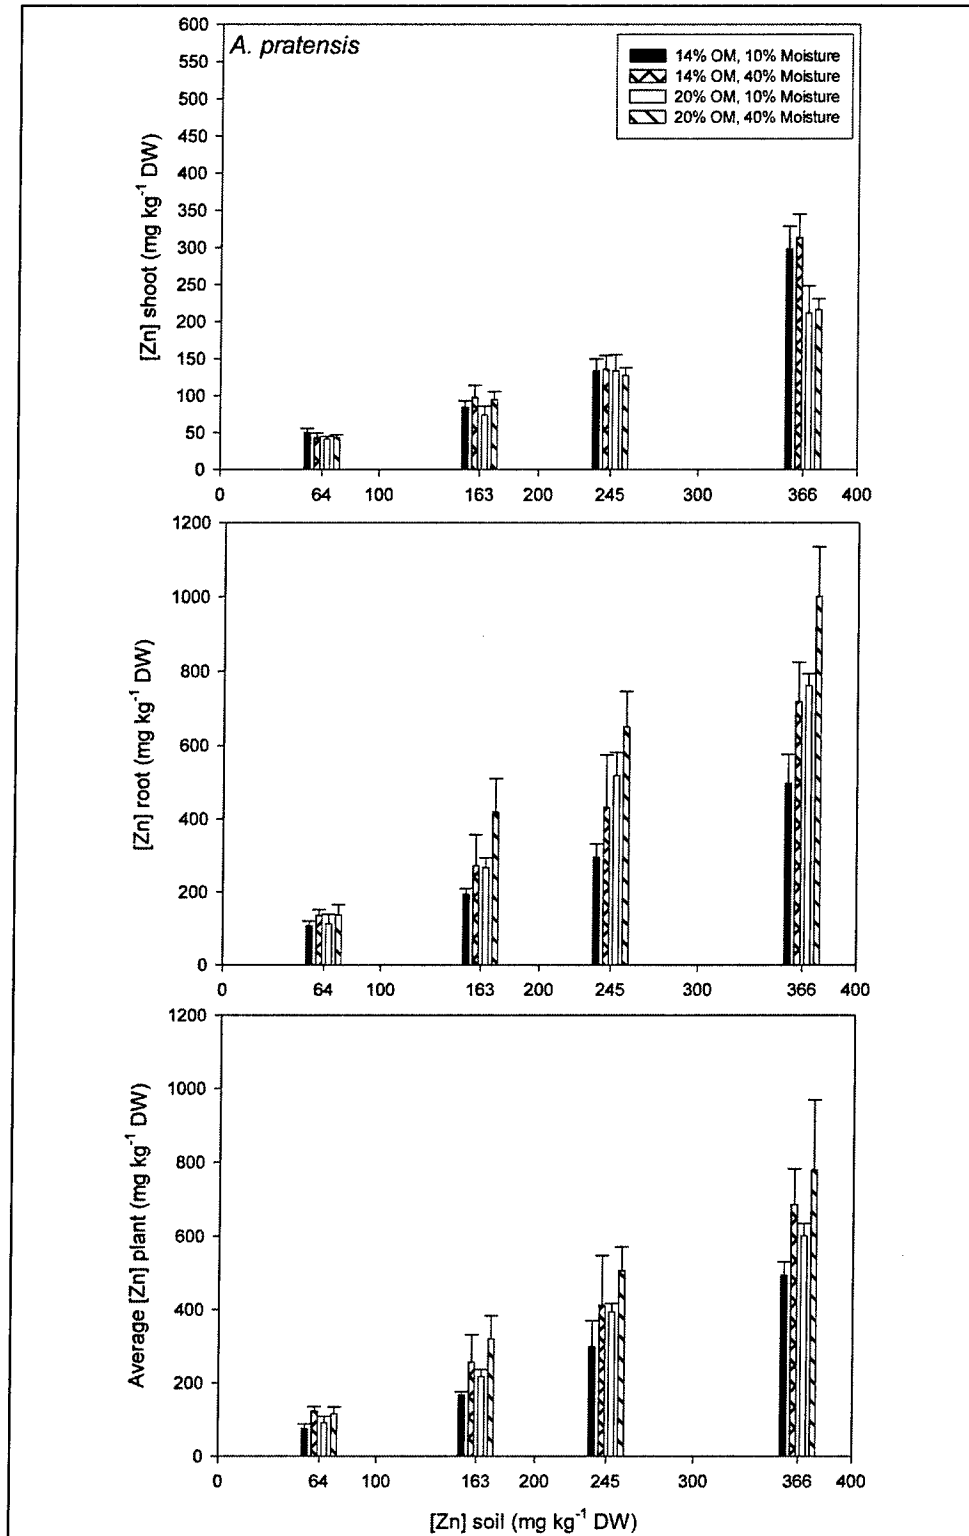 A. pratensis
14% OM, 10% Moisture
14% OM, 40% Moisture
20% OM, 10% Moisture
20% OM, 40% Moisture
[Zn] shoot (mg kg⁻¹ DW)
600
550
500
450
400
350
300
250
200
150
100
50
0
0 64 100 163 200 245 300 366 400
[Zn] root (mg kg⁻¹ DW)
1200
1000
800
600
400
200
0
0 64 100 163 200 245 300 366 400
Average [Zn] plant (mg kg⁻¹ DW)
1200
1000
800
600
400
200
0
0 64 100 163 200 245 300 366 400
[Zn] soil (mg kg⁻¹ DW)